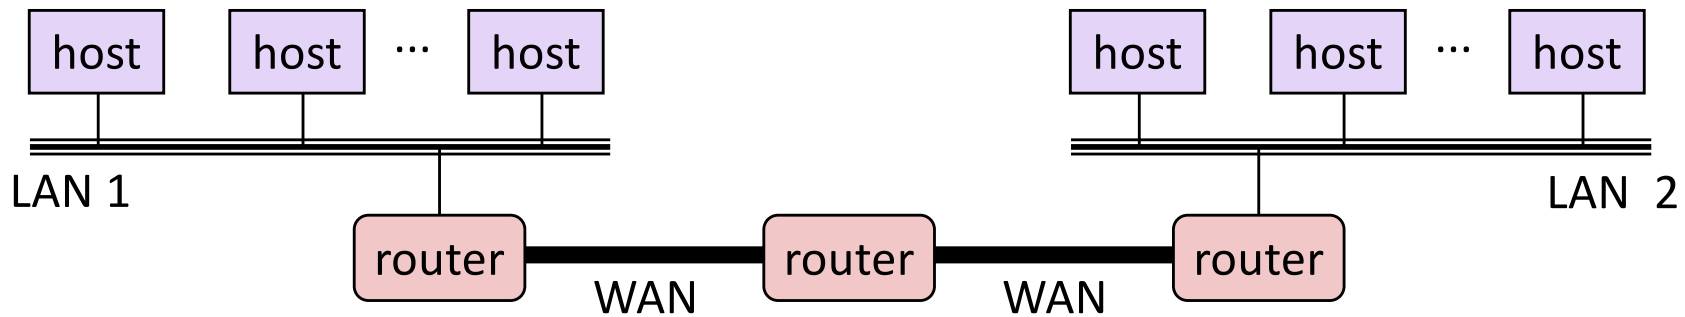 host host ... host host host ... host
LAN 1 LAN 2
router router router
WAN WAN